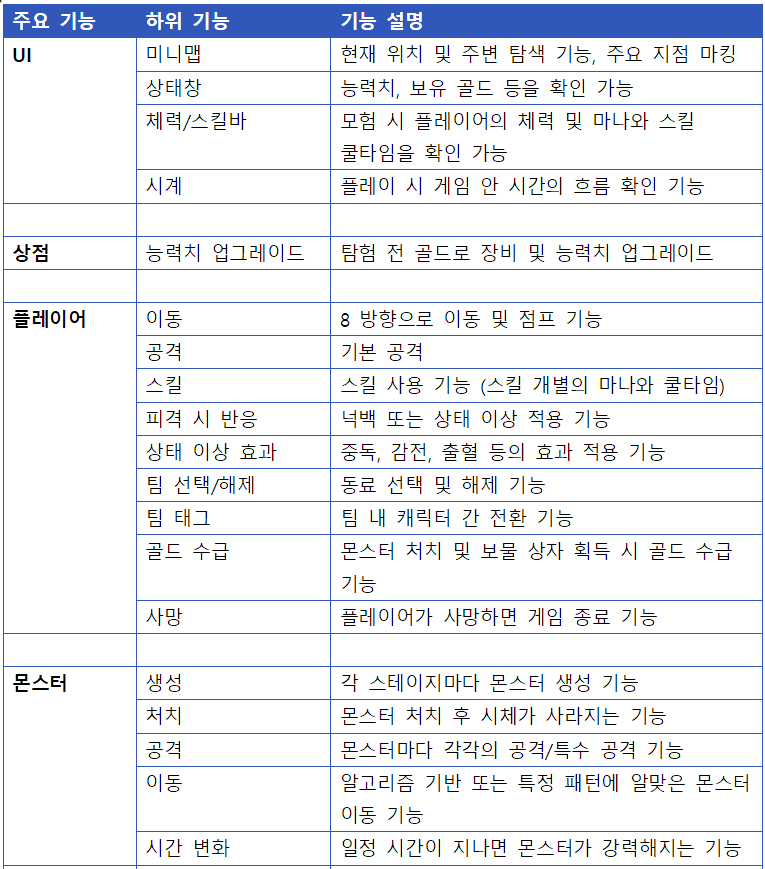 주요 기능 하위 기능 기능 설명
UI 미니맵 현재 위치 및 주변 탐색 기능, 주요 지점 마킹
상태창 능력치, 보유 골드 등을 확인 가능
체력/스킬바 모험 시 플레이어의 체력 및 마나와 스킬
쿨타임을 확인 가능
시계 플레이 시 게임 안 시간의 흐름 확인 기능
상점 능력치 업그레이드 탐험 전 골드로 장비 및 능력치 업그레이드
플레이어 이동 8 방향으로 이동 및 점프 기능
공격 기본 공격
스킬 스킬 사용 기능 (스킬 개별의 마나와 쿨타임)
피격 시 반응 넉백 또는 상태 이상 적용 기능
상태 이상 효과 중독, 감전, 출혈 등의 효과 적용 기능
팀 선택/해제 동료 선택 및 해제 기능
팀 태그 팀 내 캐릭터 간 전환 기능
골드 수급 몬스터 처치 및 보물 상자 획득 시 골드 수급
기능
사망 플레이어가 사망하면 게임 종료 기능
몬스터 생성 각 스테이지마다 몬스터 생성 기능
처치 몬스터 처치 후 시체가 사라지는 기능
공격 몬스터마다 각각의 공격/특수 공격 기능
이동 알고리즘 기반 또는 특정 패턴에 알맞은 몬스터
이동 기능
시간 변화 일정 시간이 지나면 몬스터가 강력해지는 기능